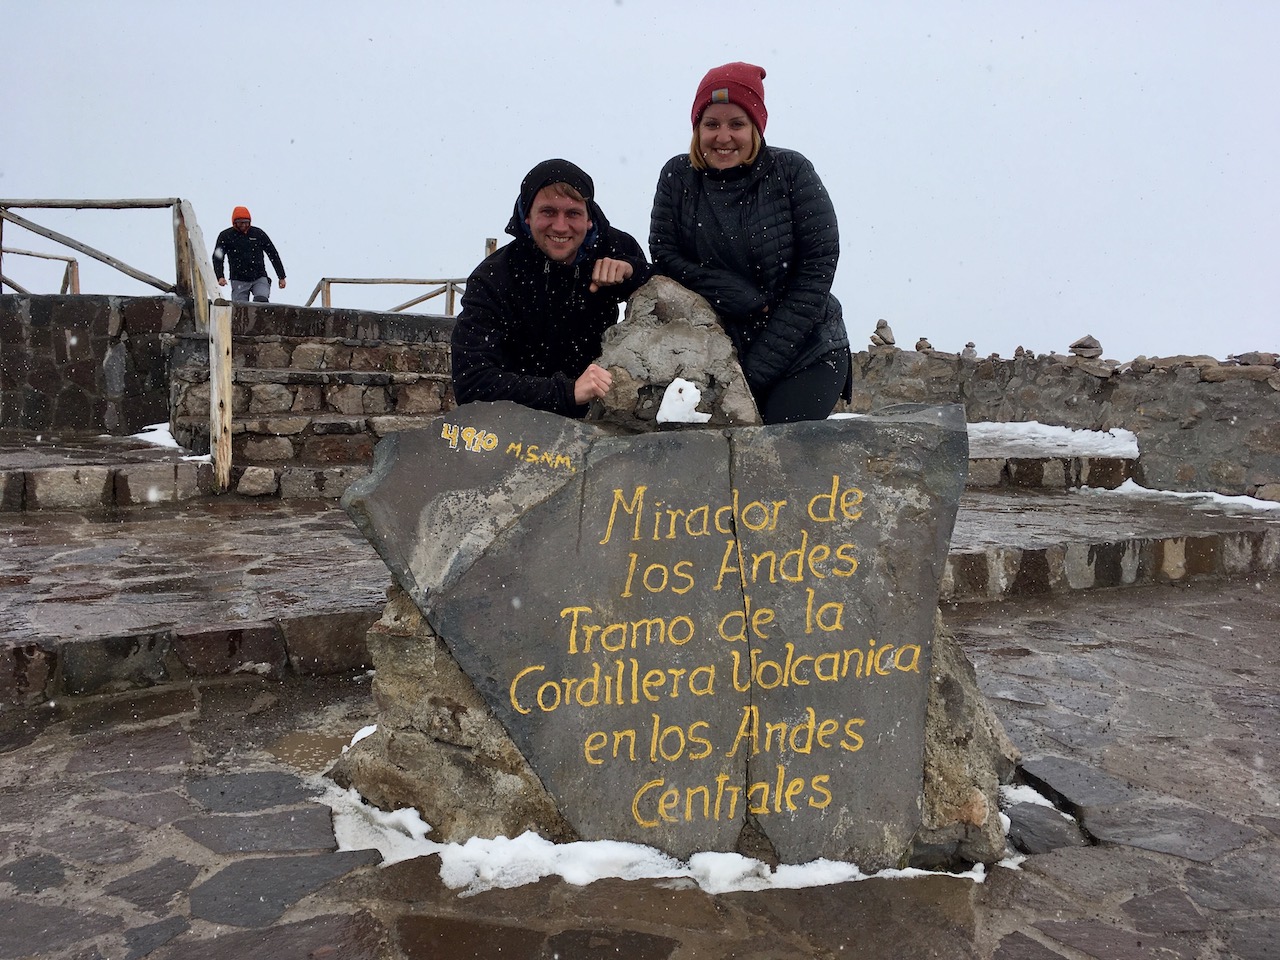 4910 M.S.N.M.
Mirador de
los Andes
Tramo de la
Cordillera Volcanica
en los Andes
Centrales